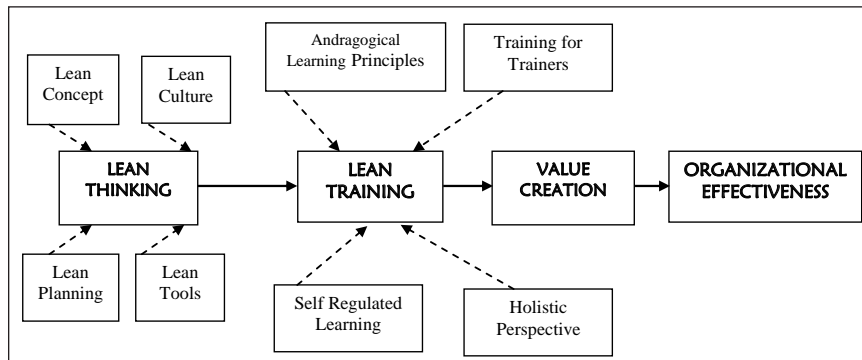 Andragogical
Learning Principles
Training for
Trainers
Lean
Concept
Lean
Culture
LEAN
THINKING
LEAN
TRAINING
VALUE
CREATION
ORGANIZATIONAL
EFFECTIVENESS
Lean
Planning
Lean
Tools
Self Regulated
Learning
Holistic
Perspective